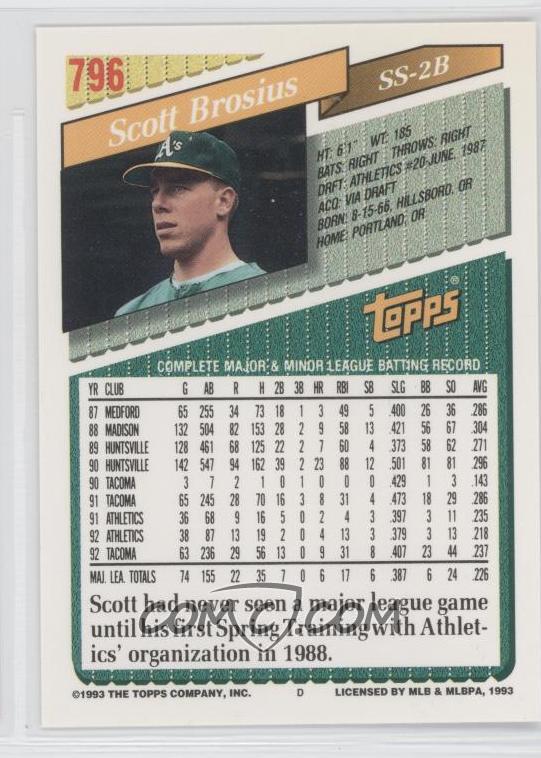 796
Scott Brosius
SS-2B
A's
HT: 6'1" WT: 185
BATS: RIGHT THROWS: RIGHT
DRFT: ATHLETICS #20-JUNE, 1987
ACQ: VIA DRAFT
BORN: 8-15-66, HILLSBORO, OR
HOME: PORTLAND, OR
TOPPS®
COMPLETE MAJOR & MINOR LEAGUE BATTING RECORD
YR CLUB G AB R H 2B 3B HR RBI SB SLG BB SO AVG
87 MEDFORD 65 255 34 73 18 1 3 49 5 .400 26 36 .286
88 MADISON 132 504 82 153 28 2 9 58 13 .421 56 67 .304
89 HUNTSVILLE 128 461 68 125 22 2 7 60 4 .373 58 62 .271
90 HUNTSVILLE 142 547 94 162 39 2 23 88 12 .501 81 81 .296
90 TACOMA 3 7 2 1 0 1 0 0 0 .429 1 3 .143
91 TACOMA 65 245 28 70 16 3 8 31 4 .473 18 29 .286
91 ATHLETICS 36 68 9 16 5 0 2 4 3 .397 3 11 .235
92 ATHLETICS 38 87 13 19 2 0 4 13 3 .379 3 13 .218
92 TACOMA 63 236 29 56 13 0 9 31 8 .407 23 44 .237
MAJ. LEA. TOTALS 74 155 22 35 7 0 6 17 6 .387 6 24 .226
Scott had never seen a major league game
until his first Spring Training with Athlet-
ics' organization in 1988.
COMC.COM
©1993 THE TOPPS COMPANY, INC. D LICENSED BY MLB & MLBPA, 1993